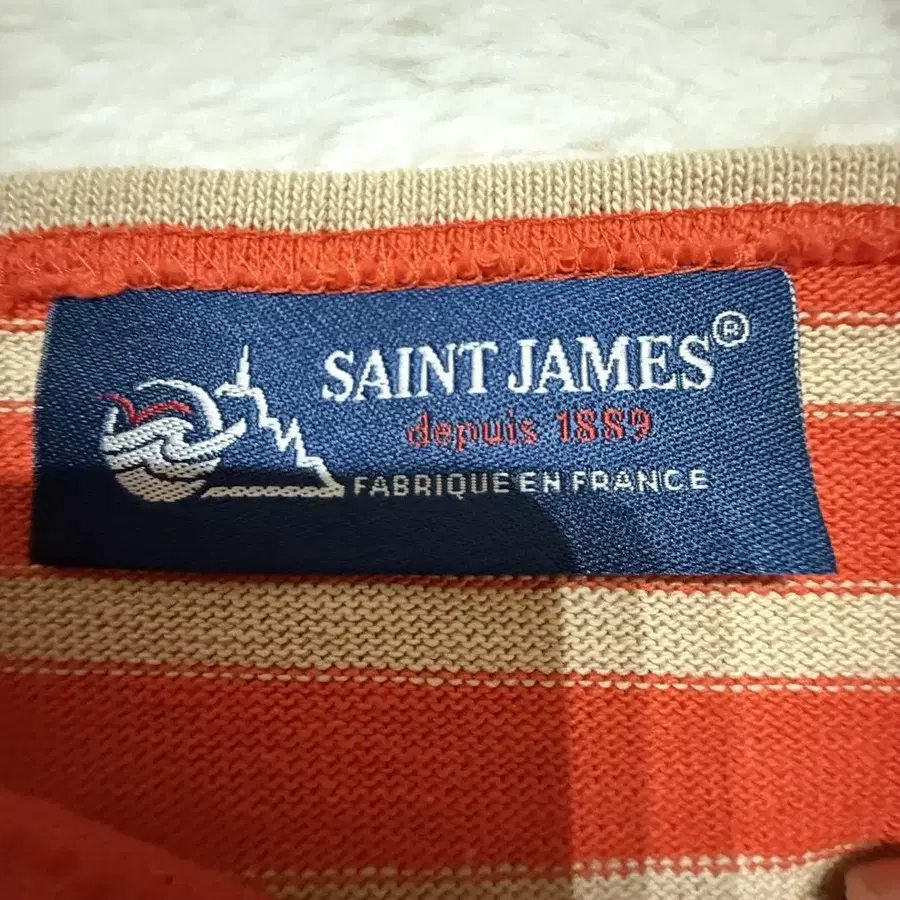 SAINT JAMES®
depuis 1889
FABRIQUE EN FRANCE